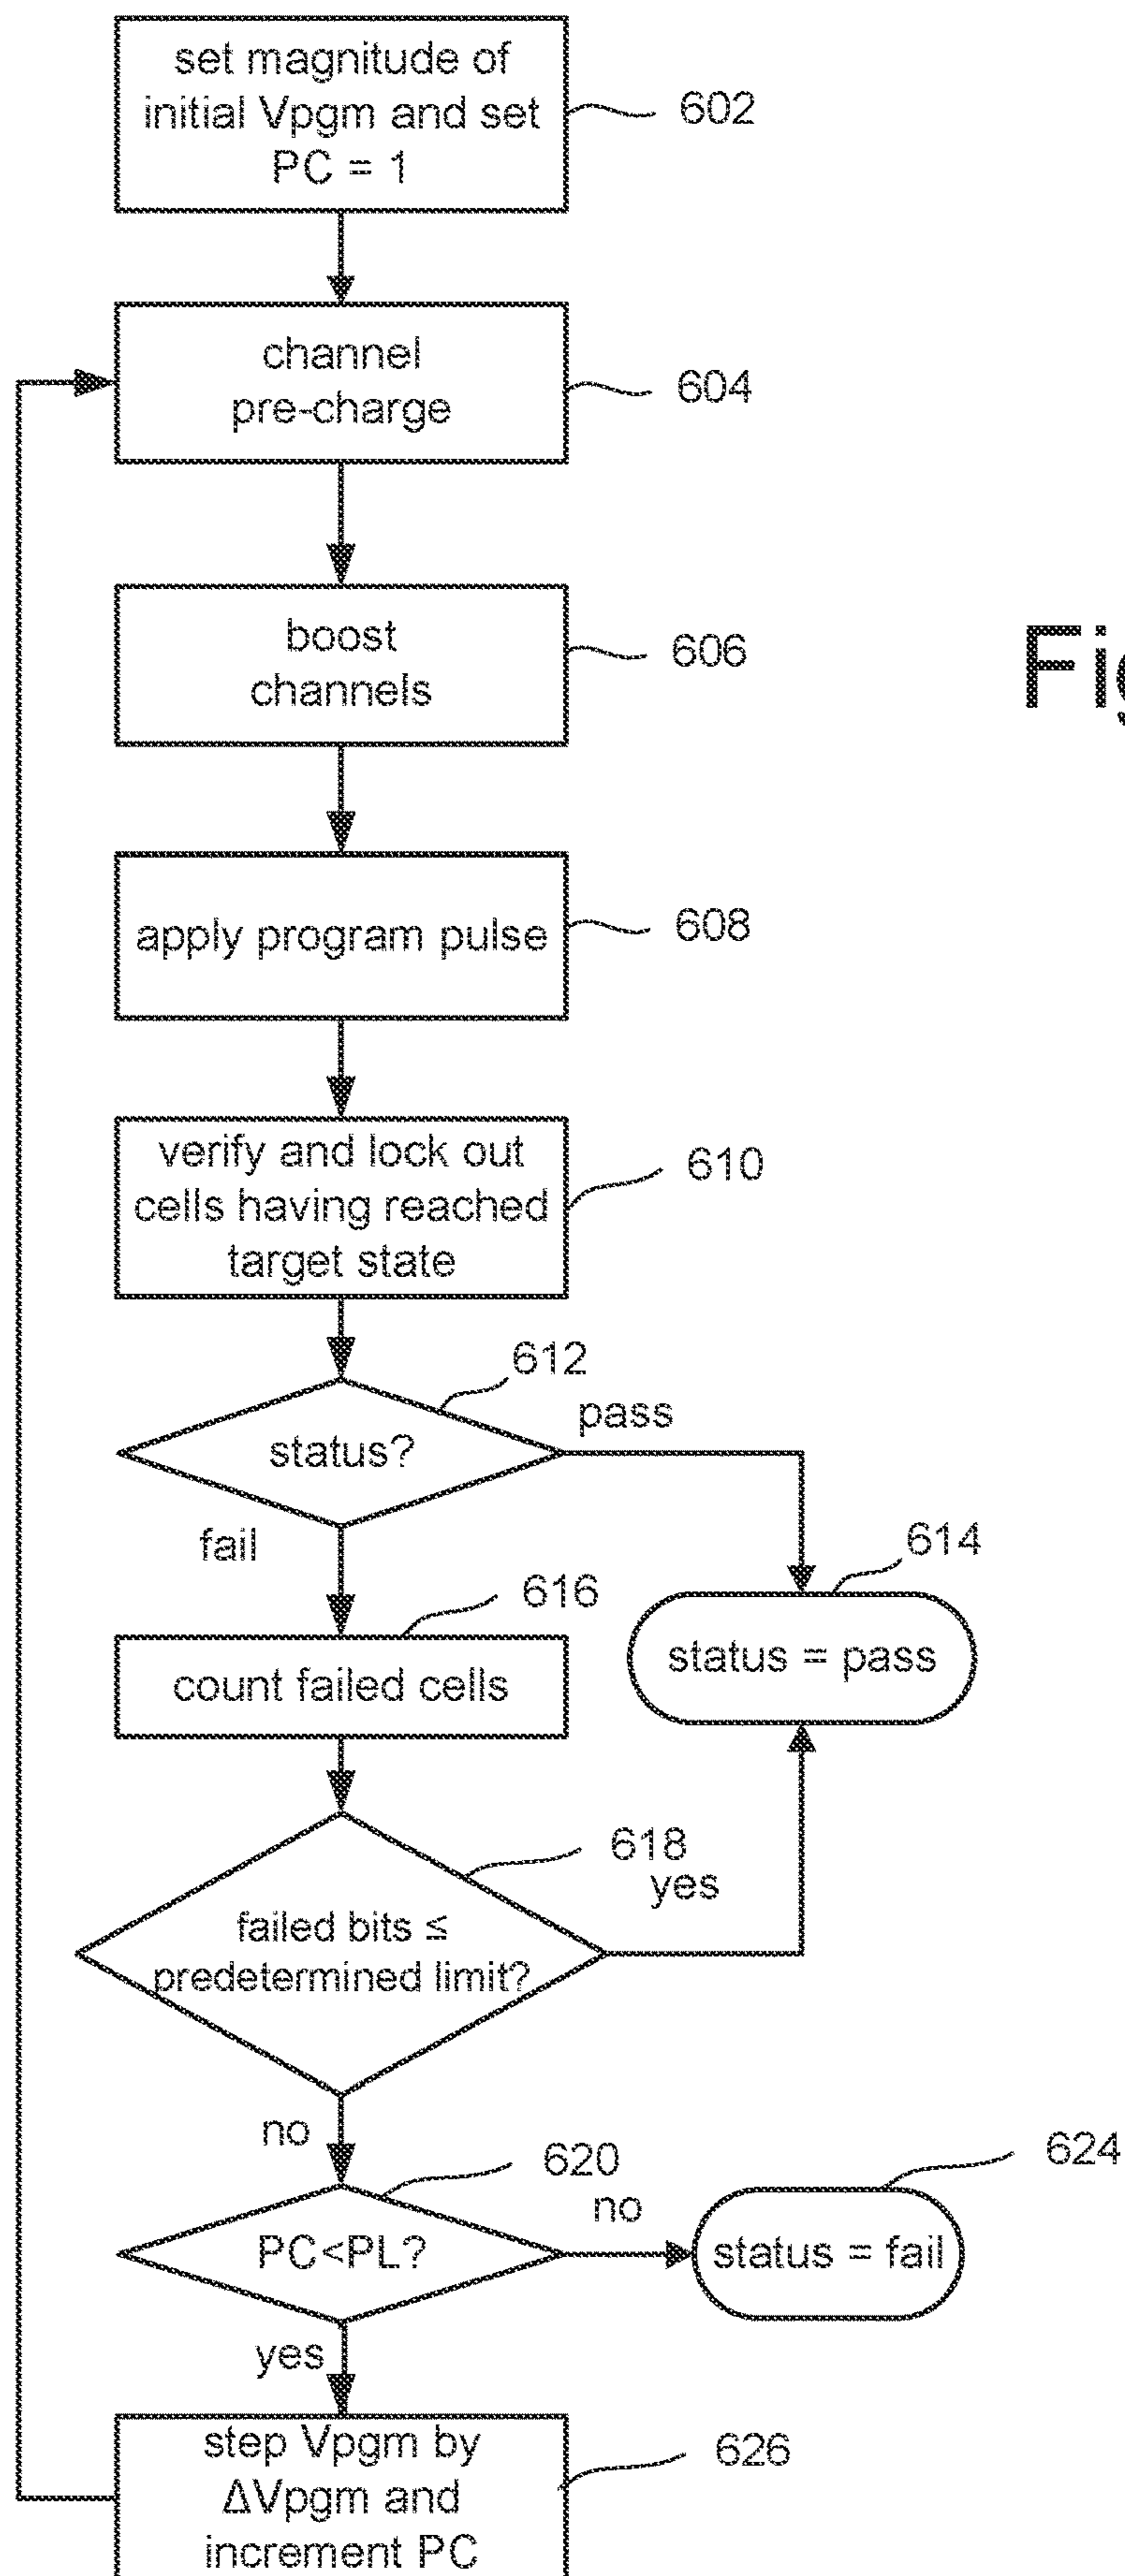 set magnitude of
initial Vpgm and set
PC = 1
602
channel
pre-charge
604
boost
channels
606
Fig
apply program pulse
608
verify and lock out
cells having reached
target state
610
612
status?
pass
fail
614
status = pass
616
count failed cells
618
yes
failed bits ≤
predetermined limit?
no
620
PC<PL?
no
624
status = fail
yes
step Vpgm by
ΔVpgm and
increment PC
626